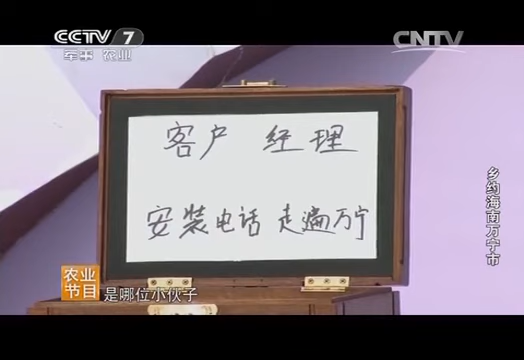 CCTV 7
军事 农业
CNTV
客户 经理
安装电话 走遍万宁
乡约海南万宁市
农业
节目
是哪位小伙子